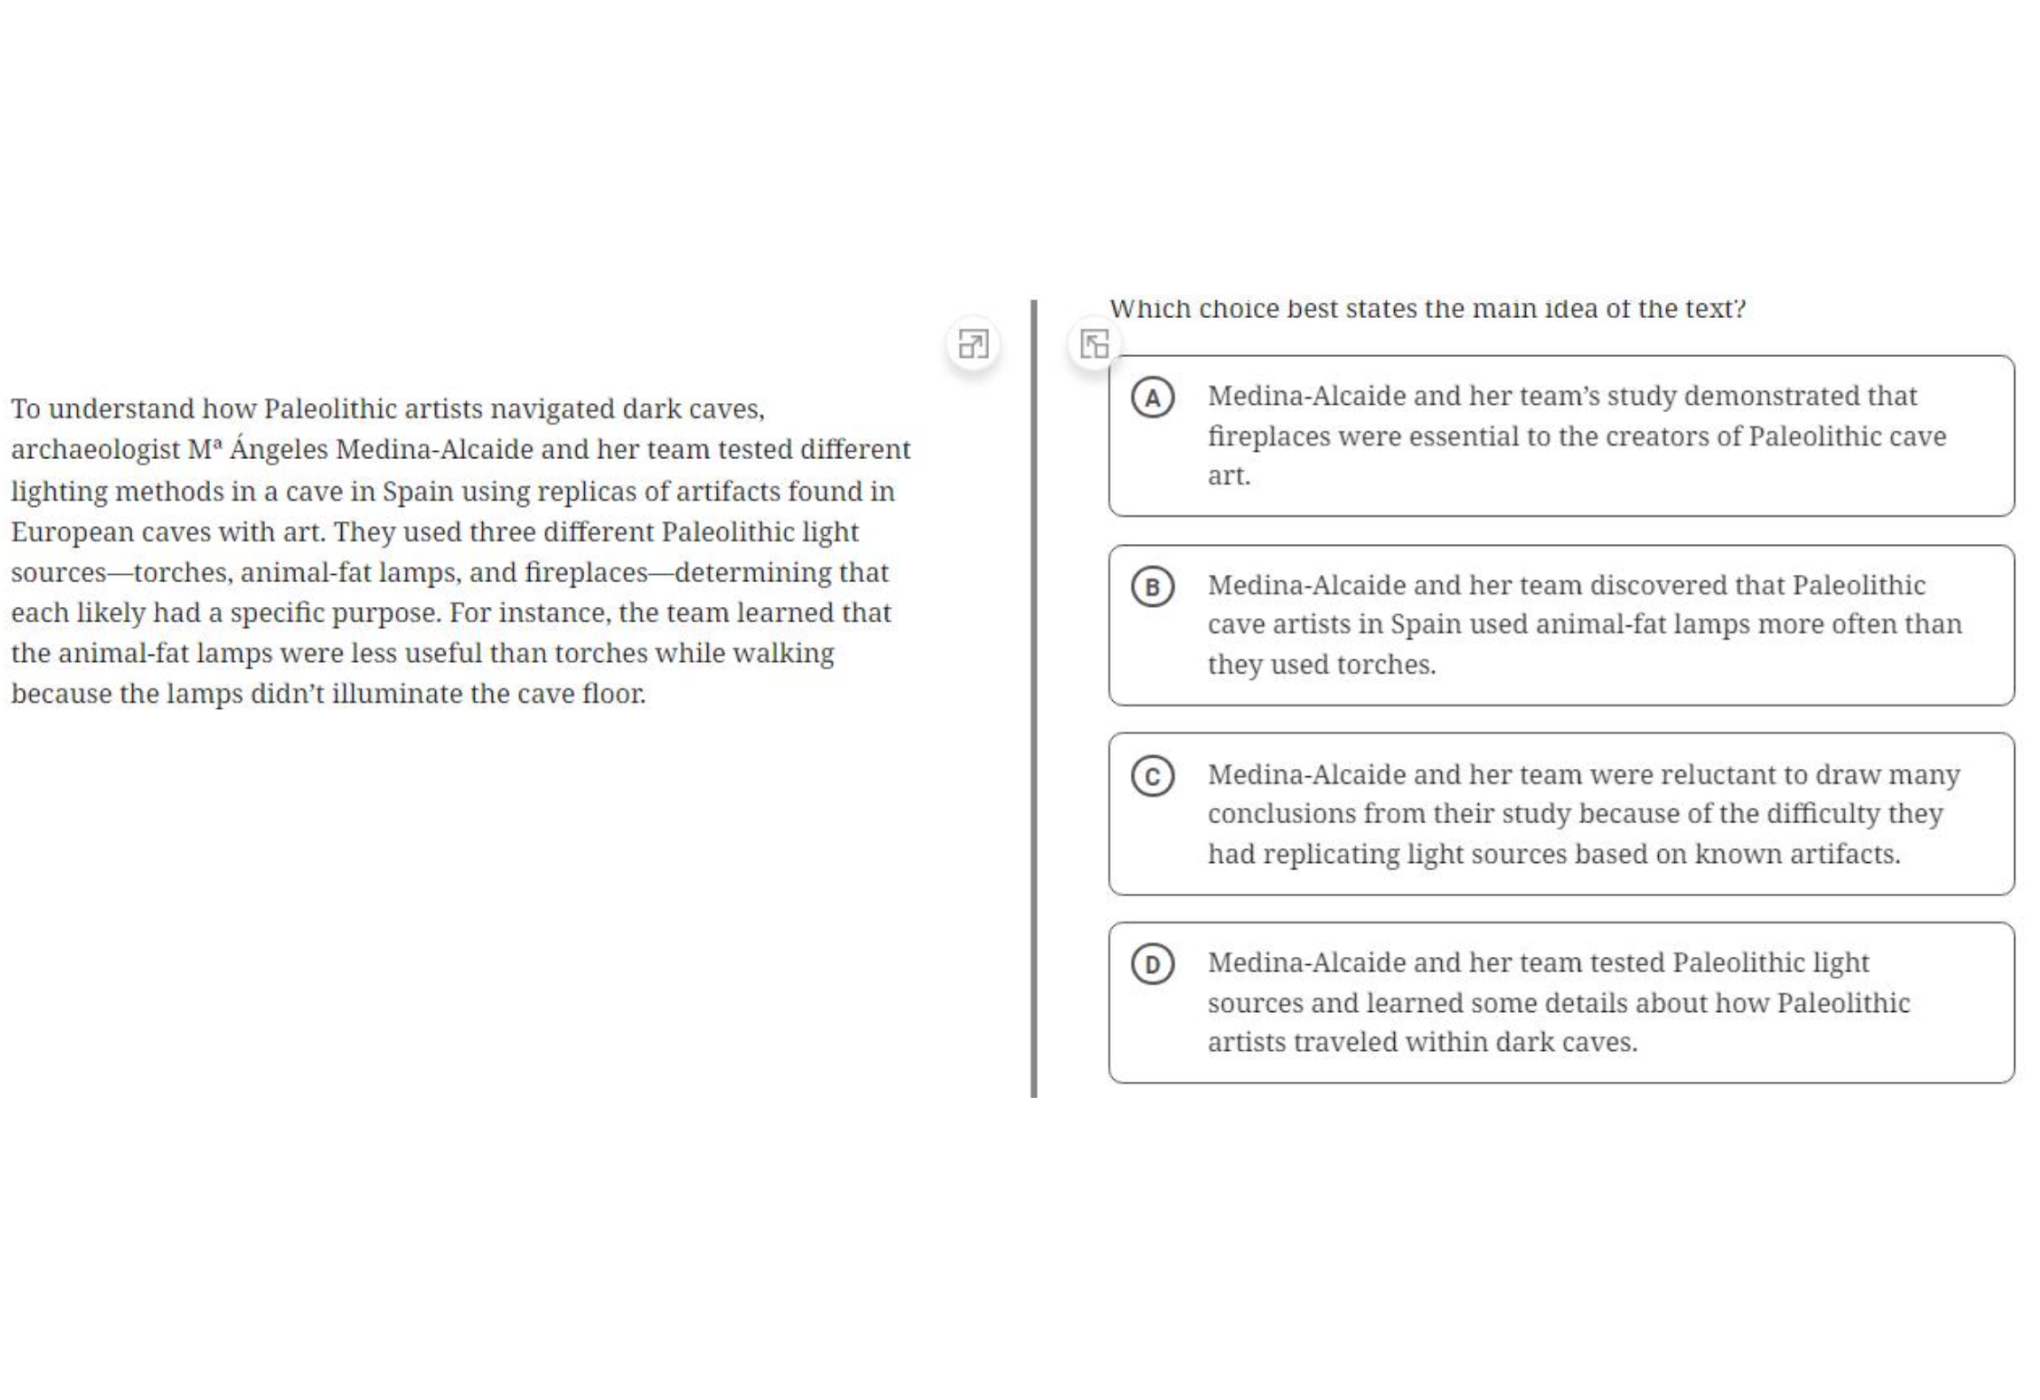 To understand how Paleolithic artists navigated dark caves,
archaeologist Mª Ángeles Medina-Alcaide and her team tested different
lighting methods in a cave in Spain using replicas of artifacts found in
European caves with art. They used three different Paleolithic light
sources—torches, animal-fat lamps, and fireplaces—determining that
each likely had a specific purpose. For instance, the team learned that
the animal-fat lamps were less useful than torches while walking
because the lamps didn’t illuminate the cave floor.
Which choice best states the main idea of the text?
A Medina-Alcaide and her team’s study demonstrated that
fireplaces were essential to the creators of Paleolithic cave
art.
B Medina-Alcaide and her team discovered that Paleolithic
cave artists in Spain used animal-fat lamps more often than
they used torches.
C Medina-Alcaide and her team were reluctant to draw many
conclusions from their study because of the difficulty they
had replicating light sources based on known artifacts.
D Medina-Alcaide and her team tested Paleolithic light
sources and learned some details about how Paleolithic
artists traveled within dark caves.